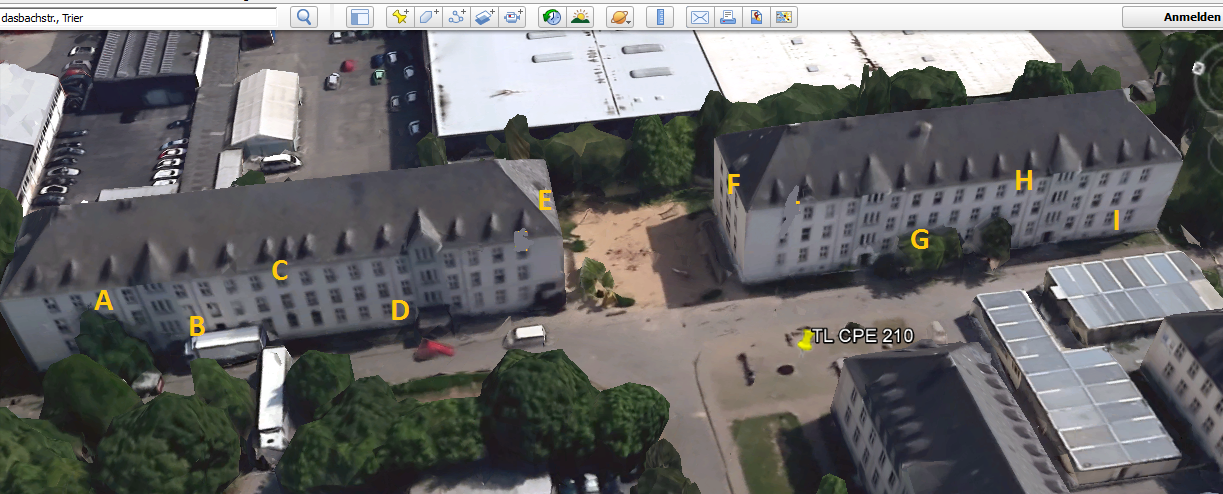 dasbachstr., Trier
Anmelden
E
F
H
A
C
G
I
B
D
TL CPE 210